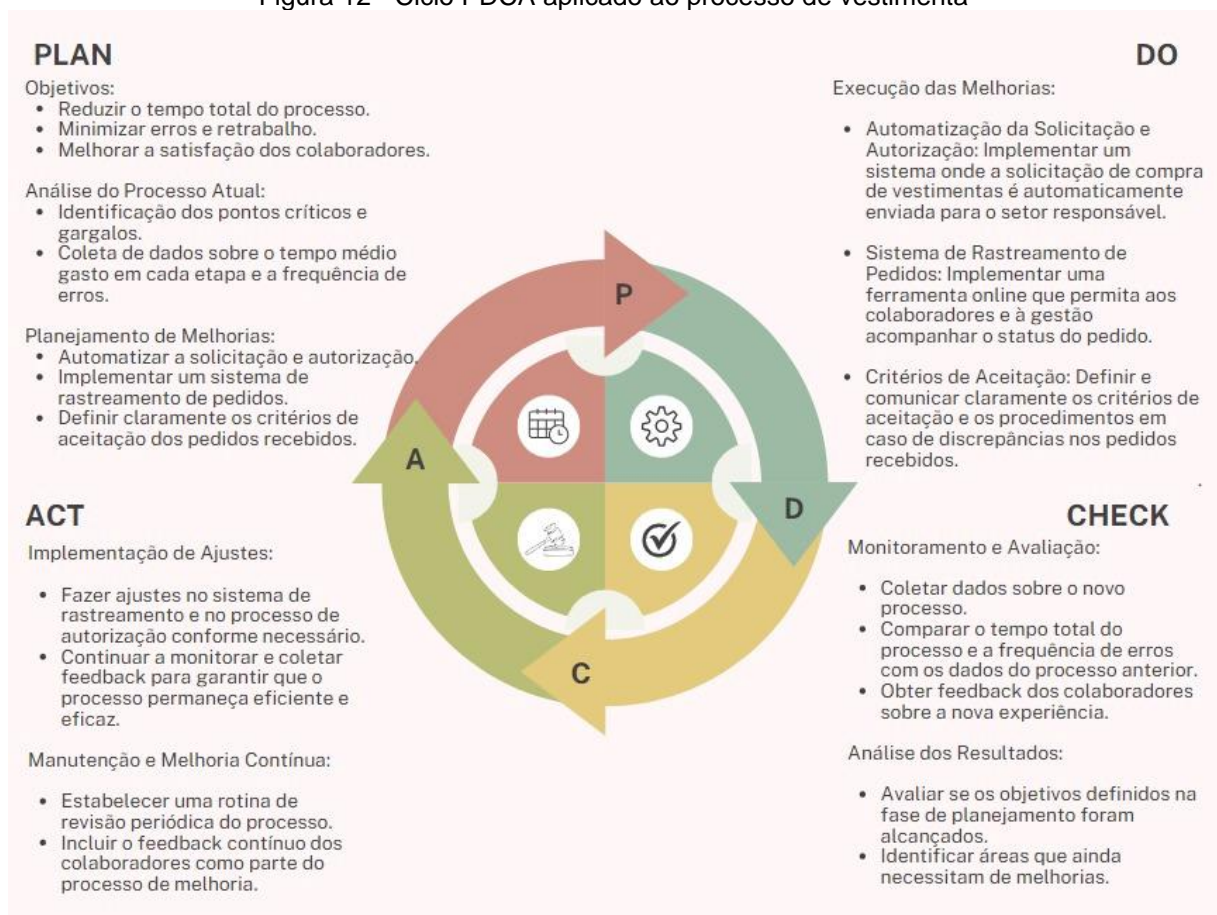 Figura 12 - Ciclo PDCA aplicado ao processo de vestimenta
PLAN
Objetivos:
• Reduzir o tempo total do processo.
• Minimizar erros e retrabalho.
• Melhorar a satisfação dos colaboradores.
Análise do Processo Atual:
• Identificação dos pontos críticos e
gargalos.
• Coleta de dados sobre o tempo médio
gasto em cada etapa e a frequência de
erros.
Planejamento de Melhorias:
• Automatizar a solicitação e autorização.
• Implementar um sistema de
rastreamento de pedidos.
• Definir claramente os critérios de
aceitação dos pedidos recebidos.
DO
Execução das Melhorias:
• Automatização da Solicitação e
Autorização: Implementar um
sistema onde a solicitação de compra
de vestimentas é automaticamente
enviada para o setor responsável.
• Sistema de Rastreamento de
Pedidos: Implementar uma
ferramenta online que permita aos
colaboradores e à gestão
acompanhar o status do pedido.
• Critérios de Aceitação: Definir e
comunicar claramente os critérios de
aceitação e os procedimentos em
caso de discrepâncias nos pedidos
recebidos.
P
D
C
A
ACT
Implementação de Ajustes:
• Fazer ajustes no sistema de
rastreamento e no processo de
autorização conforme necessário.
• Continuar a monitorar e coletar
feedback para garantir que o
processo permaneça eficiente e
eficaz.
Manutenção e Melhoria Contínua:
• Estabelecer uma rotina de
revisão periódica do processo.
• Incluir o feedback contínuo dos
colaboradores como parte do
processo de melhoria.
CHECK
Monitoramento e Avaliação:
• Coletar dados sobre o novo
processo.
• Comparar o tempo total do
processo e a frequência de erros
com os dados do processo anterior.
• Obter feedback dos colaboradores
sobre a nova experiência.
Análise dos Resultados:
• Avaliar se os objetivos definidos na
fase de planejamento foram
alcançados.
• Identificar áreas que ainda
necessitam de melhorias.